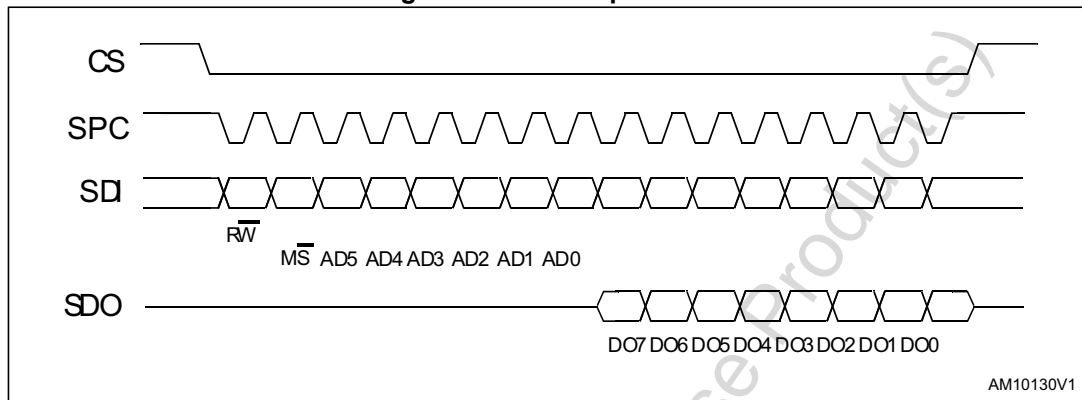 CS
SPC
SDI
RW
MS AD5 AD4 AD3 AD2 AD1 AD0
SDO
DO7 DO6 DO5 DO4 DO3 DO2 DO1 DO0
AM10130V1
Product(s)